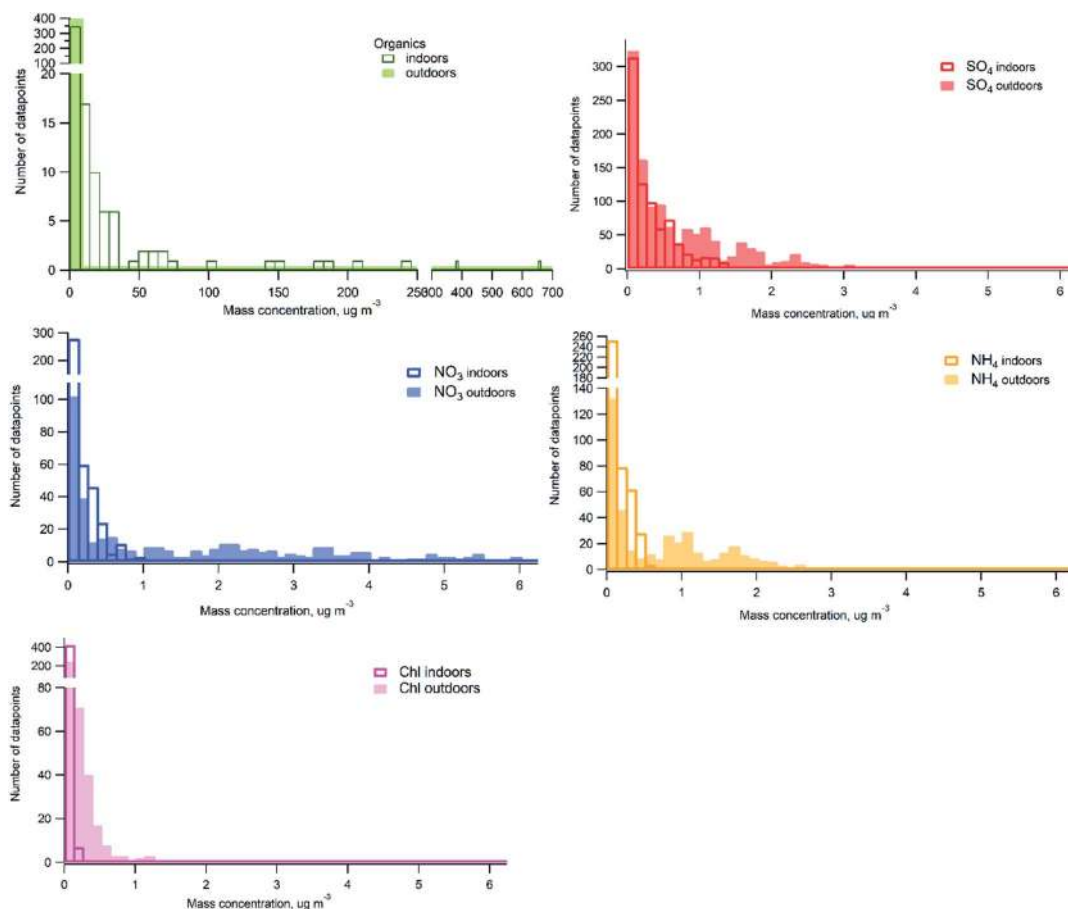 400
300
200
100
20
15
10
5
0
Number of datapoints
Organics
indoors
outdoors
0 50 100 150 200 250 300 400 500 600 700
Mass concentration, ug m⁻³
300
250
200
150
100
50
0
Number of datapoints
SO₄ indoors
SO₄ outdoors
0 1 2 3 4 5 6
Mass concentration, ug m⁻³
300
200
100
80
60
40
20
0
Number of datapoints
NO₃ indoors
NO₃ outdoors
0 1 2 3 4 5 6
Mass concentration, ug m⁻³
260
240
220
200
180
140
120
100
80
60
40
20
0
Number of datapoints
NH₄ indoors
NH₄ outdoors
0 1 2 3 4 5 6
Mass concentration, ug m⁻³
400
200
80
60
40
20
0
Number of datapoints
Chl indoors
Chl outdoors
0 1 2 3 4 5 6
Mass concentration, ug m⁻³